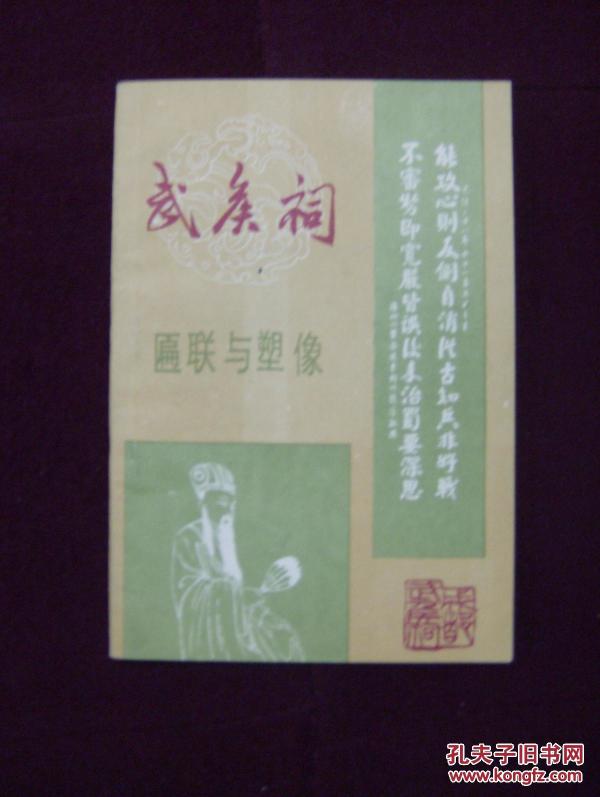 武侯祠
匾联与塑像
能攻心則反側自消從古知兵非好戰
不審勢即寬嚴皆誤後來治蜀要深思
孔夫子旧书网
www.kongfz.com